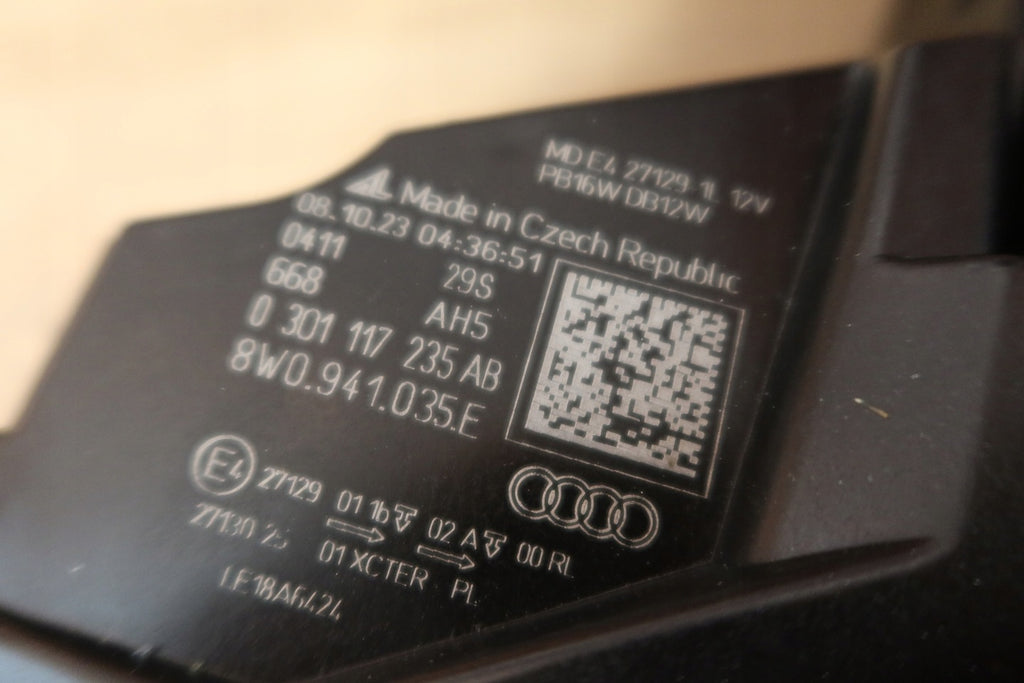 MD E4 27129 1L 12V
PB16W DB12W
AL Made in Czech Republic
08.10.23 04:36:51
0411 29S
668 AH5
0 301 117 235 AB
8W0.941.035.E
E4 27129 01 1b 02 A 00 RL
27130 01 XCTER PL